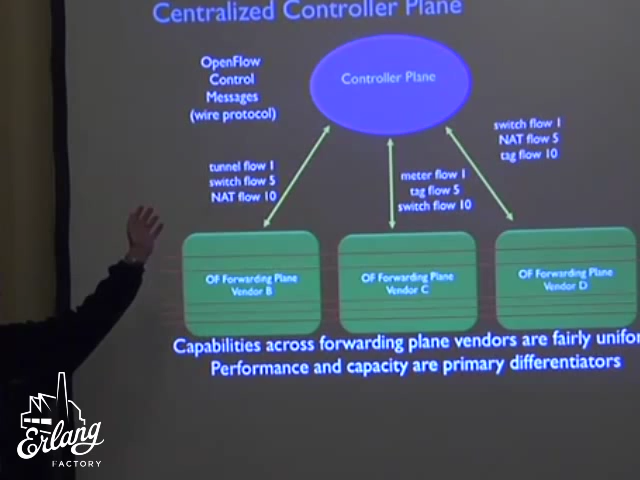 Centralized Controller Plane
OpenFlow
Control
Messages
(wire protocol)
Controller Plane
switch flow 1
NAT flow 5
tag flow 10
tunnel flow 1
switch flow 5
NAT flow 10
meter flow 1
tag flow 5
switch flow 10
OF Forwarding Plane
Vendor B
OF Forwarding Plane
Vendor C
OF Forwarding Plane
Vendor D
Capabilities across forwarding plane vendors are fairly unifor
Performance and capacity are primary differentiators
Erlang
FACTORY